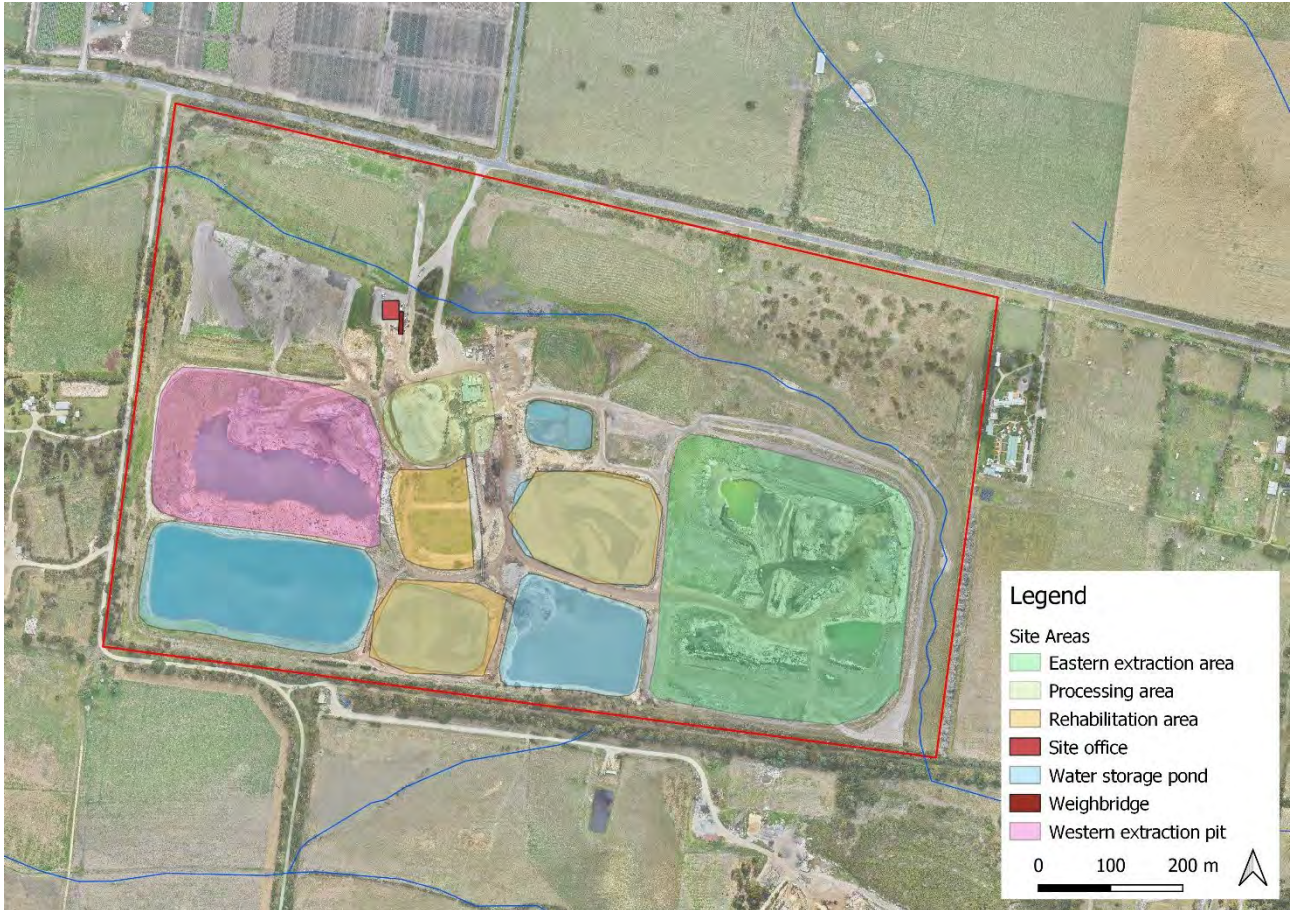 Legend
Site Areas
Eastern extraction area
Processing area
Rehabilitation area
Site office
Water storage pond
Weighbridge
Western extraction pit
0 100 200 m